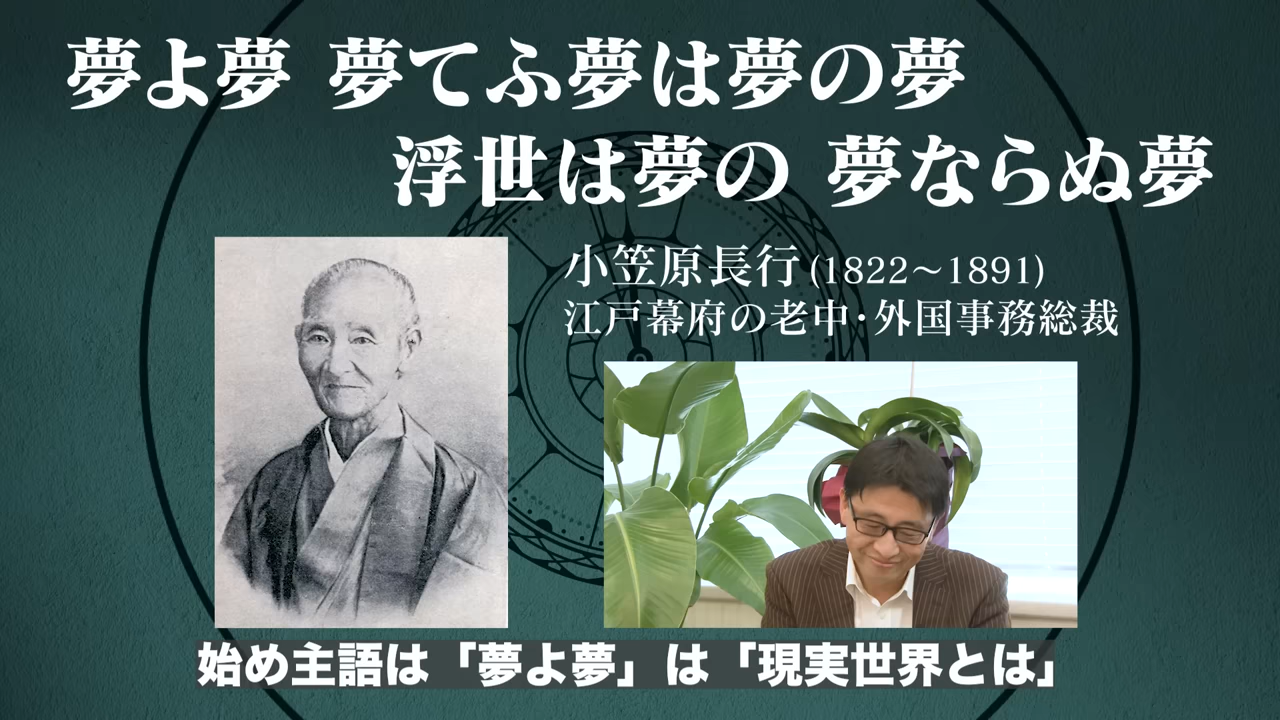 夢よ夢 夢てふ夢は夢の夢
浮世は夢の 夢ならぬ夢
小笠原長行(1822〜1891)
江戸幕府の老中・外国事務総裁
始め主語は「夢よ夢」は「現実世界とは」